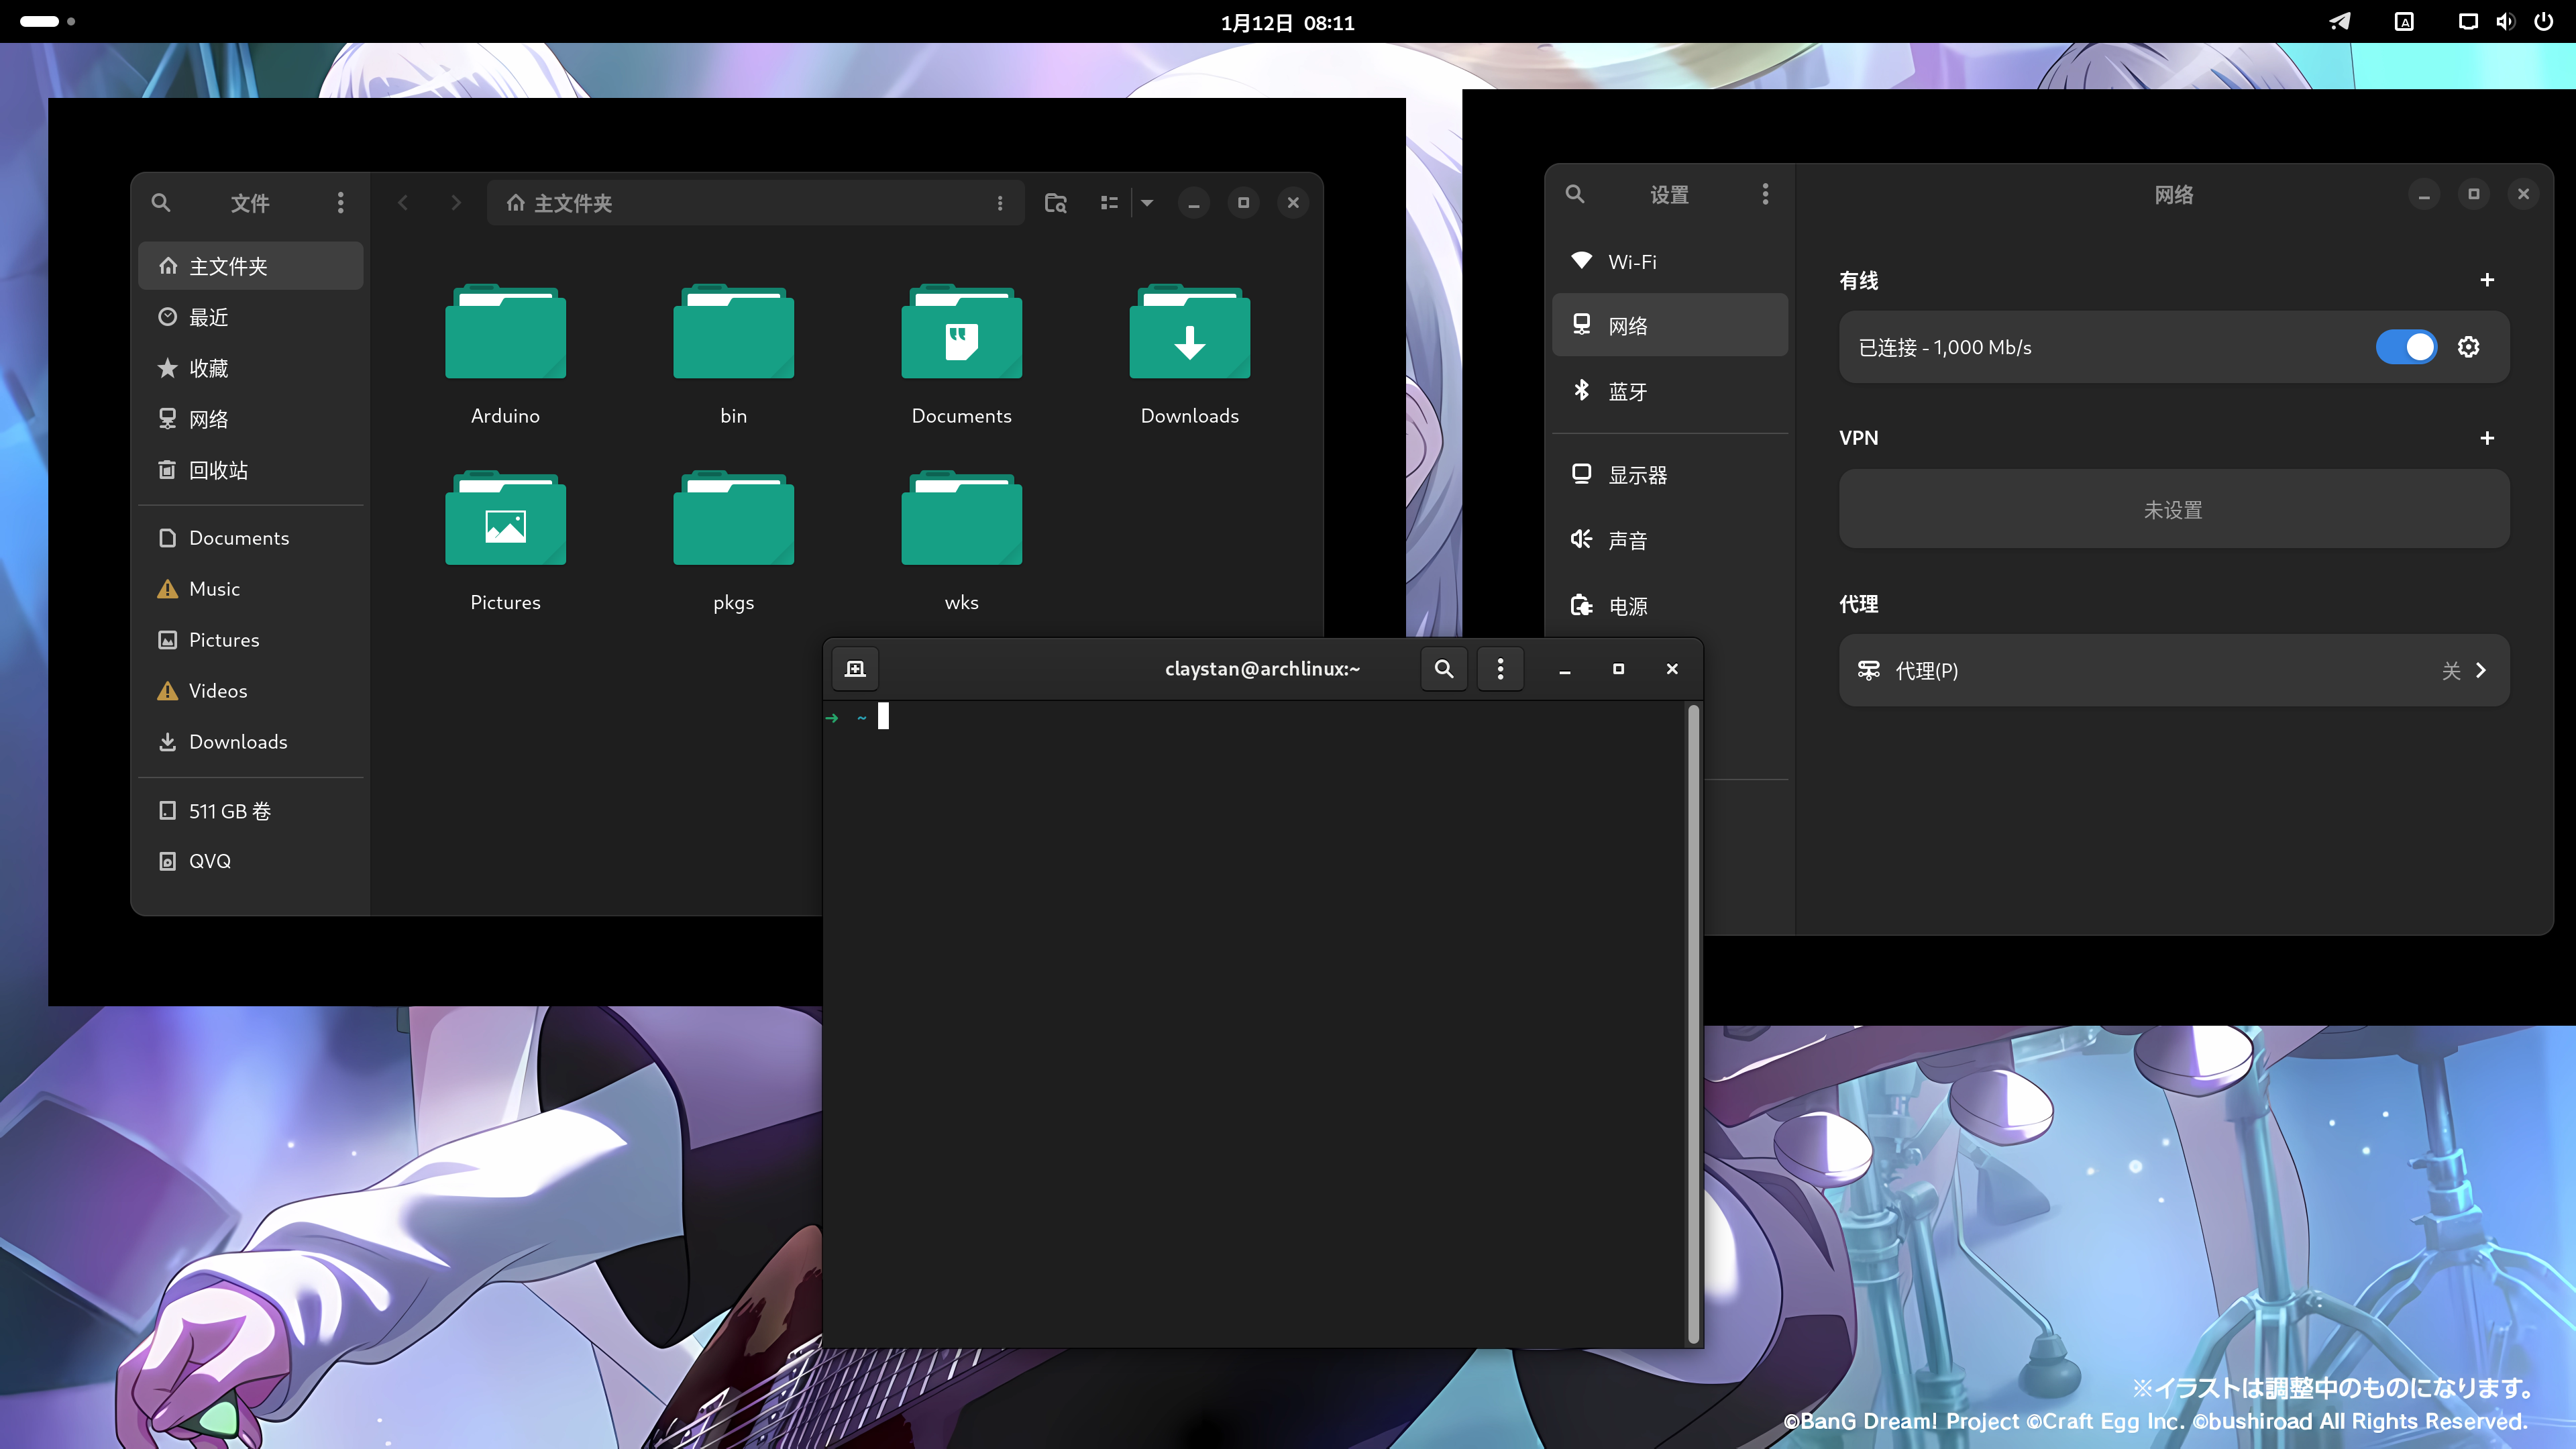 1月12日 08:11
文件
主文件夹
主文件夹
最近
收藏
网络
回收站
Documents
Music
Pictures
Videos
Downloads
511 GB 卷
QVQ
Arduino
bin
Documents
Downloads
Pictures
pkgs
wks
设置
网络
Wi-Fi
网络
蓝牙
显示器
声音
电源
有线
已连接 - 1,000 Mb/s
VPN
未设置
代理
代理(P)
关
claystan@archlinux:~
➜ ~
※イラストは調整中のものになります。
©BanG Dream! Project ©Craft Egg Inc. ©bushiroad All Rights Reserved.